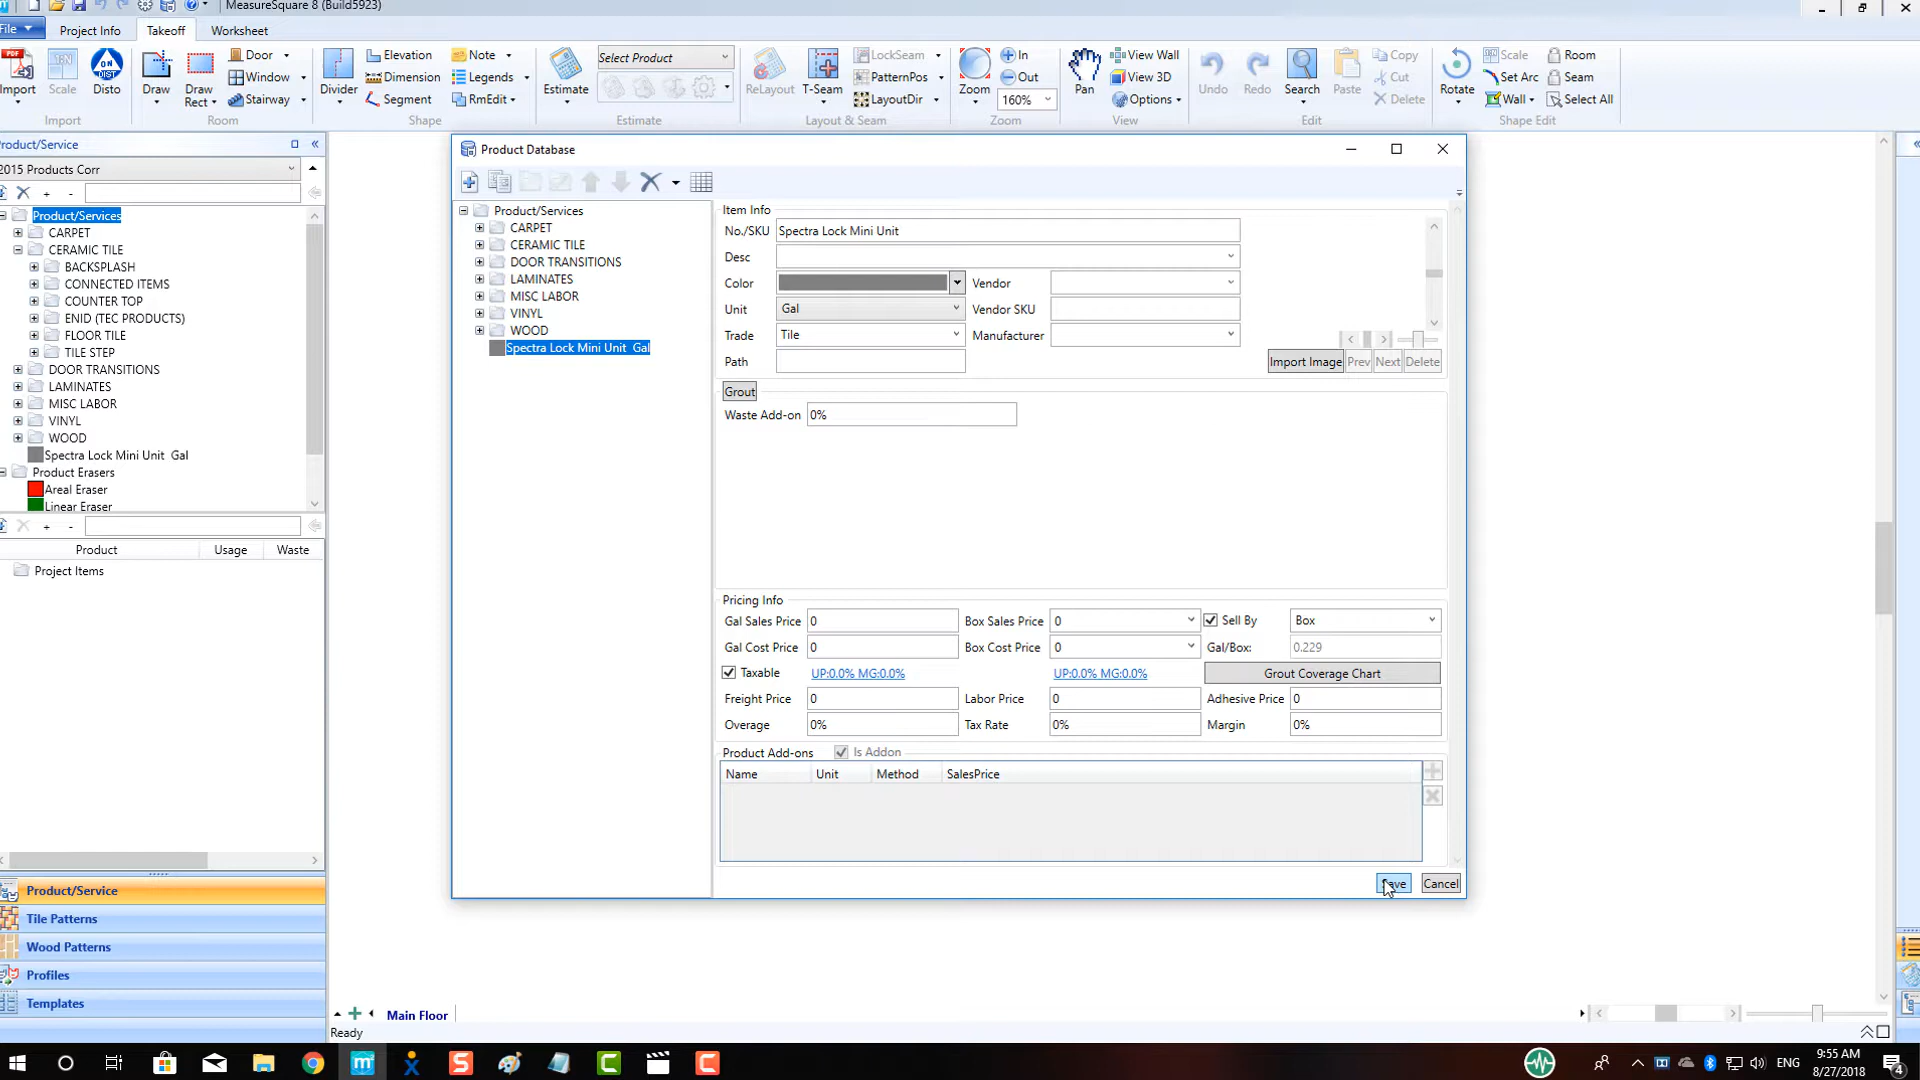 MeasureSquare 8 (Build5923)
File Project Info Takeoff Worksheet
Import
Scale
Disto
Import
Draw
Draw Rect
Door
Window
Stairway
Room
Divider
Elevation
Dimension
Segment
Note
Legends
RmEdit
Shape
Estimate
Select Product
Estimate
ReLayout
T-Seam
LockSeam
PatternPos
LayoutDir
Layout & Seam
Zoom
In
Out
160%
Zoom
Pan
View Wall
View 3D
Options
View
Undo
Redo
Search
Paste
Copy
Cut
Delete
Edit
Rotate
Scale
Set Arc
Wall
Room
Seam
Select All
Shape Edit
Product/Service
2015 Products Corr
+ -
Product/Services
CARPET
CERAMIC TILE
BACKSPLASH
CONNECTED ITEMS
COUNTER TOP
ENID (TEC PRODUCTS)
FLOOR TILE
TILE STEP
DOOR TRANSITIONS
LAMINATES
MISC LABOR
VINYL
WOOD
Spectra Lock Mini Unit Gal
Product Erasers
Areal Eraser
Linear Eraser
+ -
Product Usage Waste
Project Items
Product/Service
Tile Patterns
Wood Patterns
Profiles
Templates
Product Database
Product/Services
CARPET
CERAMIC TILE
DOOR TRANSITIONS
LAMINATES
MISC LABOR
VINYL
WOOD
Spectra Lock Mini Unit Gal
Item Info
No./SKU Spectra Lock Mini Unit
Desc
Color Vendor
Unit Gal Vendor SKU
Trade Tile Manufacturer
Path
Import Image Prev Next Delete
Grout
Waste Add-on 0%
Pricing Info
Gal Sales Price 0 Box Sales Price 0 Sell By Box
Gal Cost Price 0 Box Cost Price 0 Gal/Box: 0.229
Taxable UP:0.0% MG:0.0% UP:0.0% MG:0.0% Grout Coverage Chart
Freight Price 0 Labor Price 0 Adhesive Price 0
Overage 0% Tax Rate 0% Margin 0%
Product Add-ons Is Addon
Name Unit Method SalesPrice
Save Cancel
Main Floor
Ready
ENG
9:55 AM
8/27/2018
4